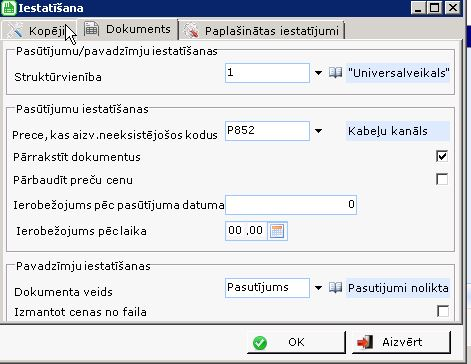 Iestatīšana
Kopēji Dokuments Paplašinātas iestatījumi
Pasūtījumu/pavadzīmju iestatīšanas
Struktūrvienība 1 "Universalveikals"
Pasūtījumu iestatīšanas
Prece, kas aizv.neeksistējošos kodus P852 Kabeļu kanāls
Pārrakstīt dokumentus
Pārbaudīt preču cenu
Ierobežojums pēc pasūtījuma datuma 0
Ierobežojums pēc laika 00 ,00
Pavadzīmju iestatīšanas
Dokumenta veids Pasutījums Pasutijumi nolikta
Izmantot cenas no faila
OK Aizvērt